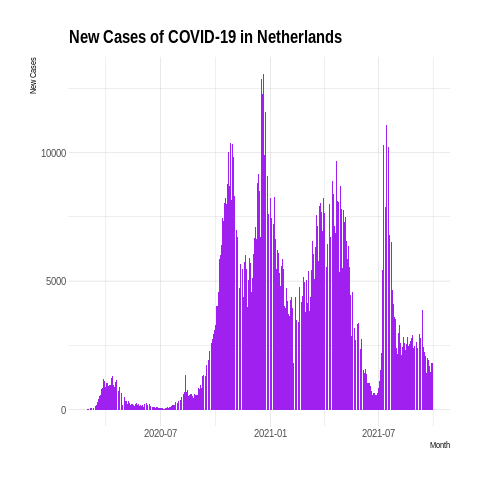 New Cases of COVID-19 in Netherlands
New Cases
10000
5000
0
2020-07 2021-01 2021-07
Month